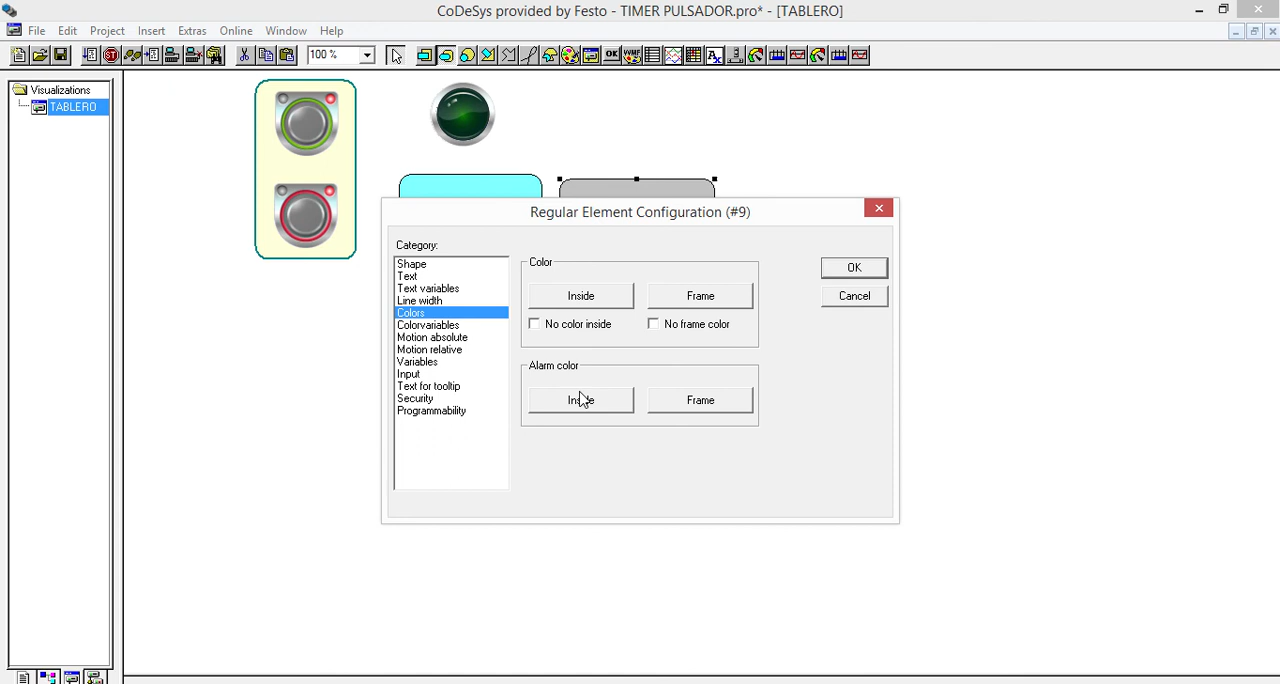 CoDeSys provided by Festo - TIMER PULSADOR.pro* - [TABLERO]
File Edit Project Insert Extras Online Window Help
100 %
OK
A
Visualizations
TABLERO
Regular Element Configuration (#9)
Category:
Shape
Text
Text variables
Line width
Colors
Colorvariables
Motion absolute
Motion relative
Variables
Input
Text for tooltip
Security
Programmability
Color
Inside
Frame
No color inside
No frame color
Alarm color
Inside
Frame
OK
Cancel